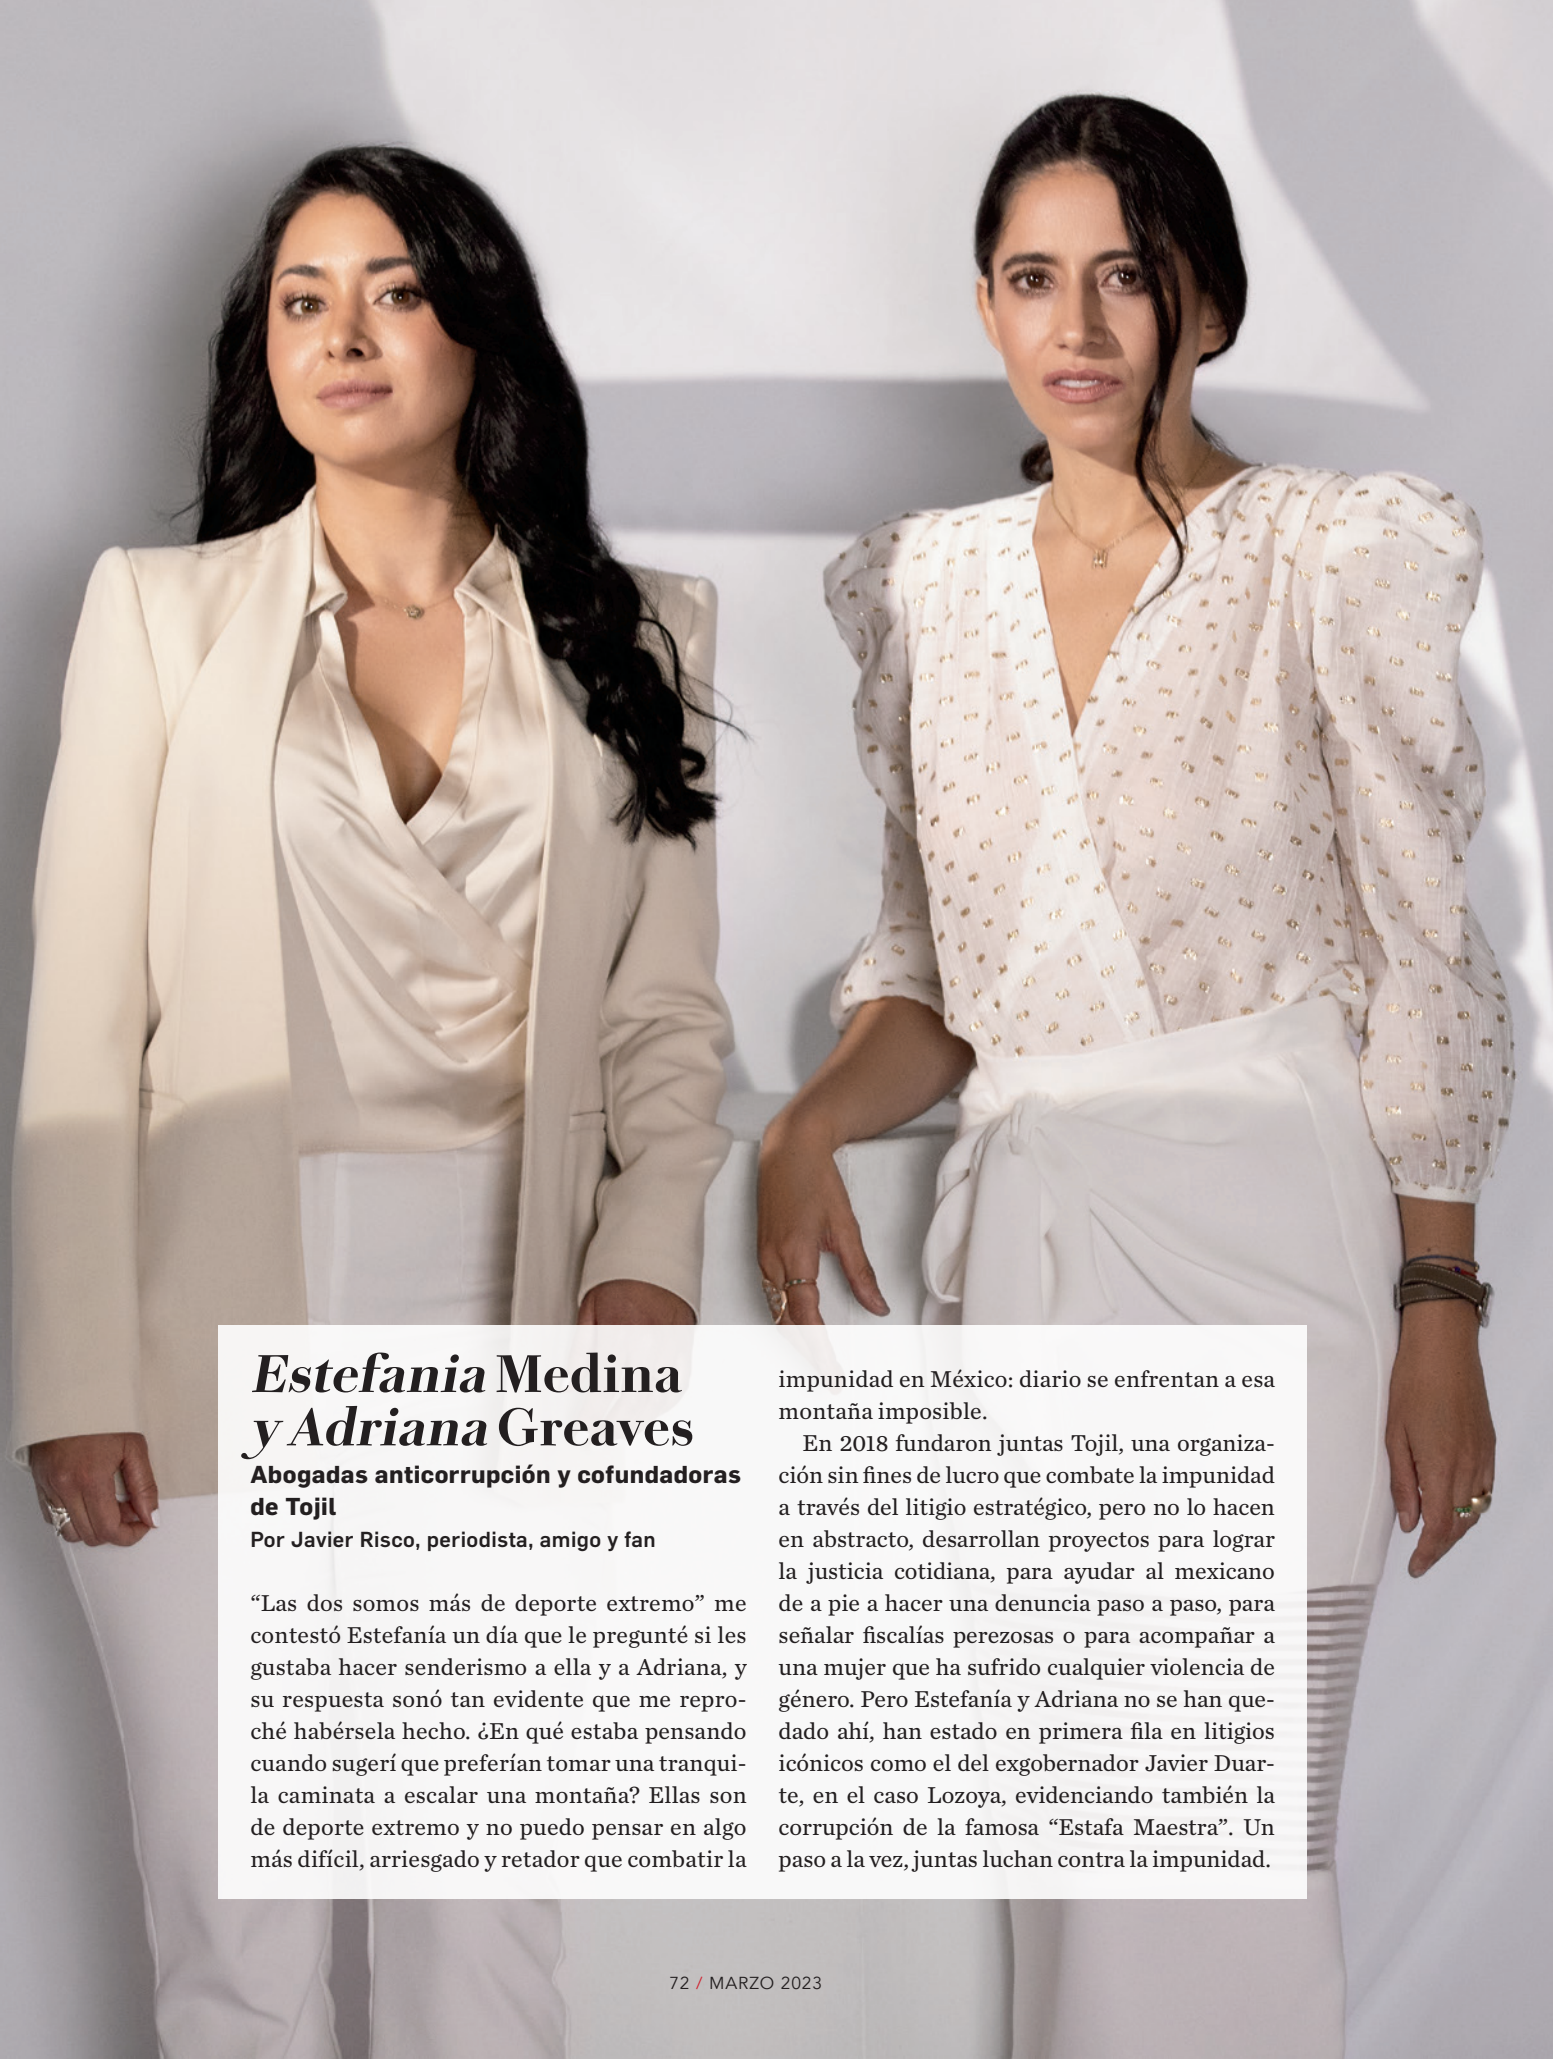 Estefania Medina
y Adriana Greaves
Abogadas anticorrupción y cofundadoras
de Tojil
Por Javier Risco, periodista, amigo y fan
“Las dos somos más de deporte extremo” me
contestó Estefanía un día que le pregunté si les
gustaba hacer senderismo a ella y a Adriana, y
su respuesta sonó tan evidente que me repro-
ché habérsela hecho. ¿En qué estaba pensando
cuando sugerí que preferían tomar una tranqui-
la caminata a escalar una montaña? Ellas son
de deporte extremo y no puedo pensar en algo
más difícil, arriesgado y retador que combatir la
impunidad en México: diario se enfrentan a esa
montaña imposible.
En 2018 fundaron juntas Tojil, una organiza-
ción sin fines de lucro que combate la impunidad
a través del litigio estratégico, pero no lo hacen
en abstracto, desarrollan proyectos para lograr
la justicia cotidiana, para ayudar al mexicano
de a pie a hacer una denuncia paso a paso, para
señalar fiscalías perezosas o para acompañar a
una mujer que ha sufrido cualquier violencia de
género. Pero Estefanía y Adriana no se han que-
dado ahí, han estado en primera fila en litigios
icónicos como el del exgobernador Javier Duar-
te, en el caso Lozoya, evidenciando también la
corrupción de la famosa “Estafa Maestra”. Un
paso a la vez, juntas luchan contra la impunidad.
72 / MARZO 2023